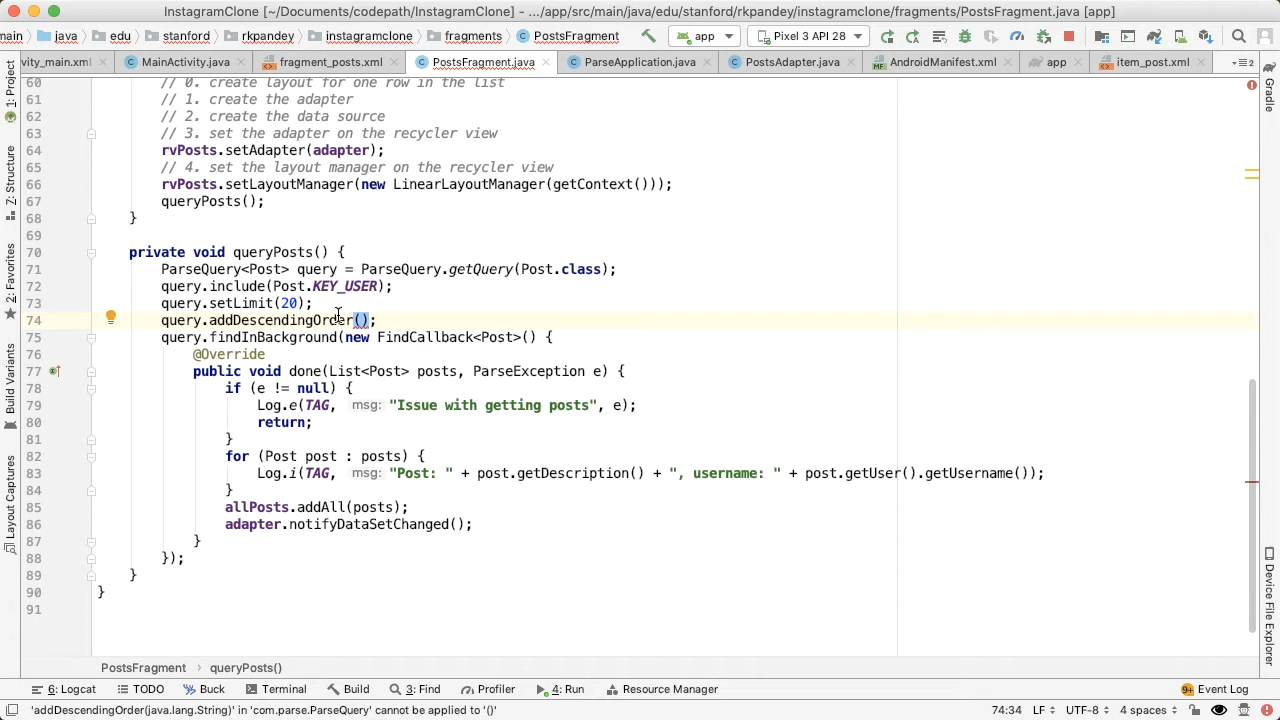 InstagramClone [~/Documents/codepath/InstagramClone] - .../app/src/main/java/edu/stanford/rkpandey/instagramclone/fragments/PostsFragment.java [app]
main java edu stanford rkpandey instagramclone fragments PostsFragment app Pixel 3 API 28
vity_main.xml MainActivity.java fragment_posts.xml PostsFragment.java ParseApplication.java PostsAdapter.java AndroidManifest.xml app item_post.xml
1: Project
Z: Structure
2: Favorites
Build Variants
Layout Captures
60 // 0. create layout for one row in the list
61 // 1. create the adapter
62 // 2. create the data source
63 // 3. set the adapter on the recycler view
64 rvPosts.setAdapter(adapter);
65 // 4. set the layout manager on the recycler view
66 rvPosts.setLayoutManager(new LinearLayoutManager(getContext()));
67 queryPosts();
68 }
69
70 private void queryPosts() {
71 ParseQuery<Post> query = ParseQuery.getQuery(Post.class);
72 query.include(Post.KEY_USER);
73 query.setLimit(20);
74 query.addDescendingOrder();
75 query.findInBackground(new FindCallback<Post>() {
76 @Override
77 public void done(List<Post> posts, ParseException e) {
78 if (e != null) {
79 Log.e(TAG, msg: "Issue with getting posts", e);
80 return;
81 }
82 for (Post post : posts) {
83 Log.i(TAG, msg: "Post: " + post.getDescription() + ", username: " + post.getUser().getUsername());
84 }
85 allPosts.addAll(posts);
86 adapter.notifyDataSetChanged();
87 }
88 });
89 }
90 }
91
Gradle
Device File Explorer
PostsFragment › queryPosts()
6: Logcat TODO Buck Terminal Build 3: Find Profiler 4: Run Resource Manager 9+ Event Log
'addDescendingOrder(java.lang.String)' in 'com.parse.ParseQuery' cannot be applied to '()' 74:34 LF UTF-8 4 spaces